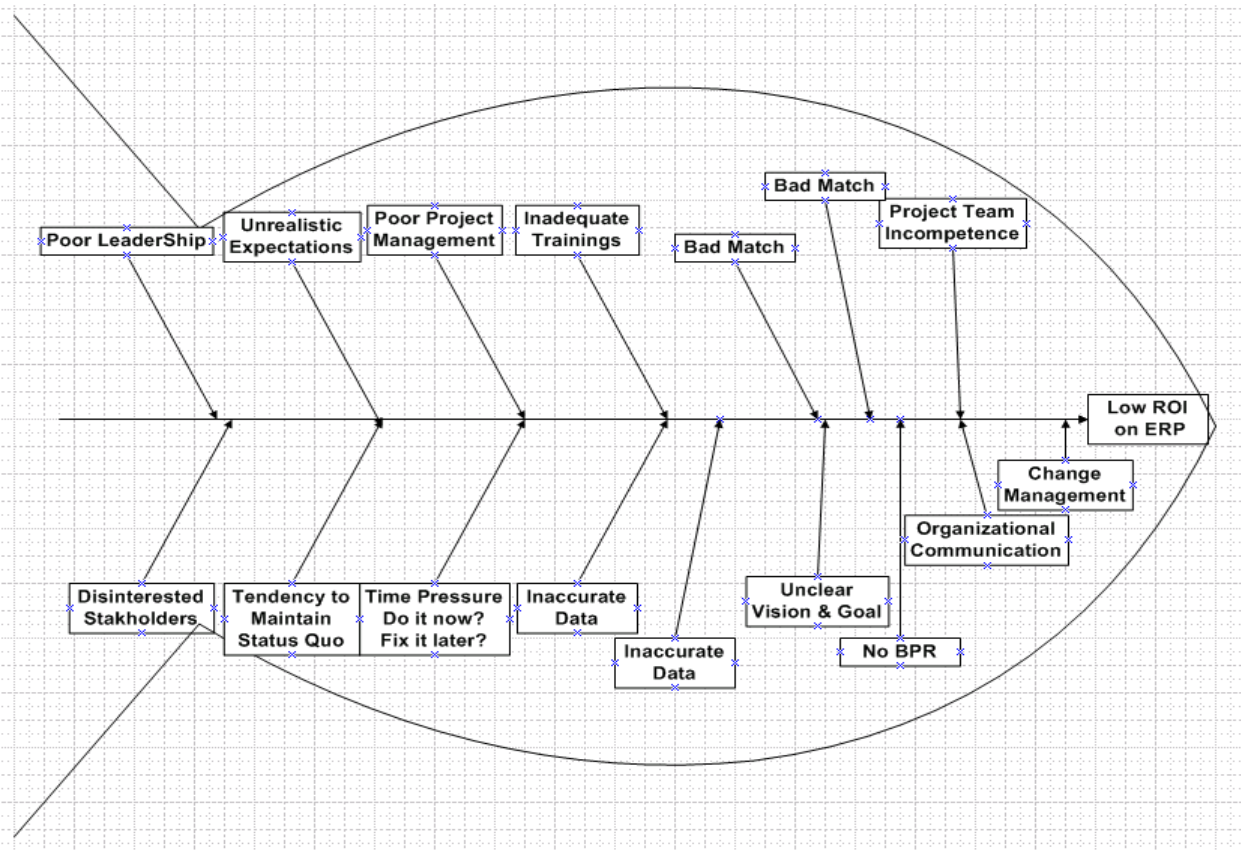 Bad Match
Poor LeaderShip
Unrealistic
Expectations
Poor Project
Management
Inadequate
Trainings
Bad Match
Project Team
Incompetence
Low ROI
on ERP
Change
Management
Organizational
Communication
Disinterested
Stakholders
Tendency to
Maintain
Status Quo
Time Pressure
Do it now?
Fix it later?
Inaccurate
Data
Inaccurate
Data
Unclear
Vision & Goal
No BPR